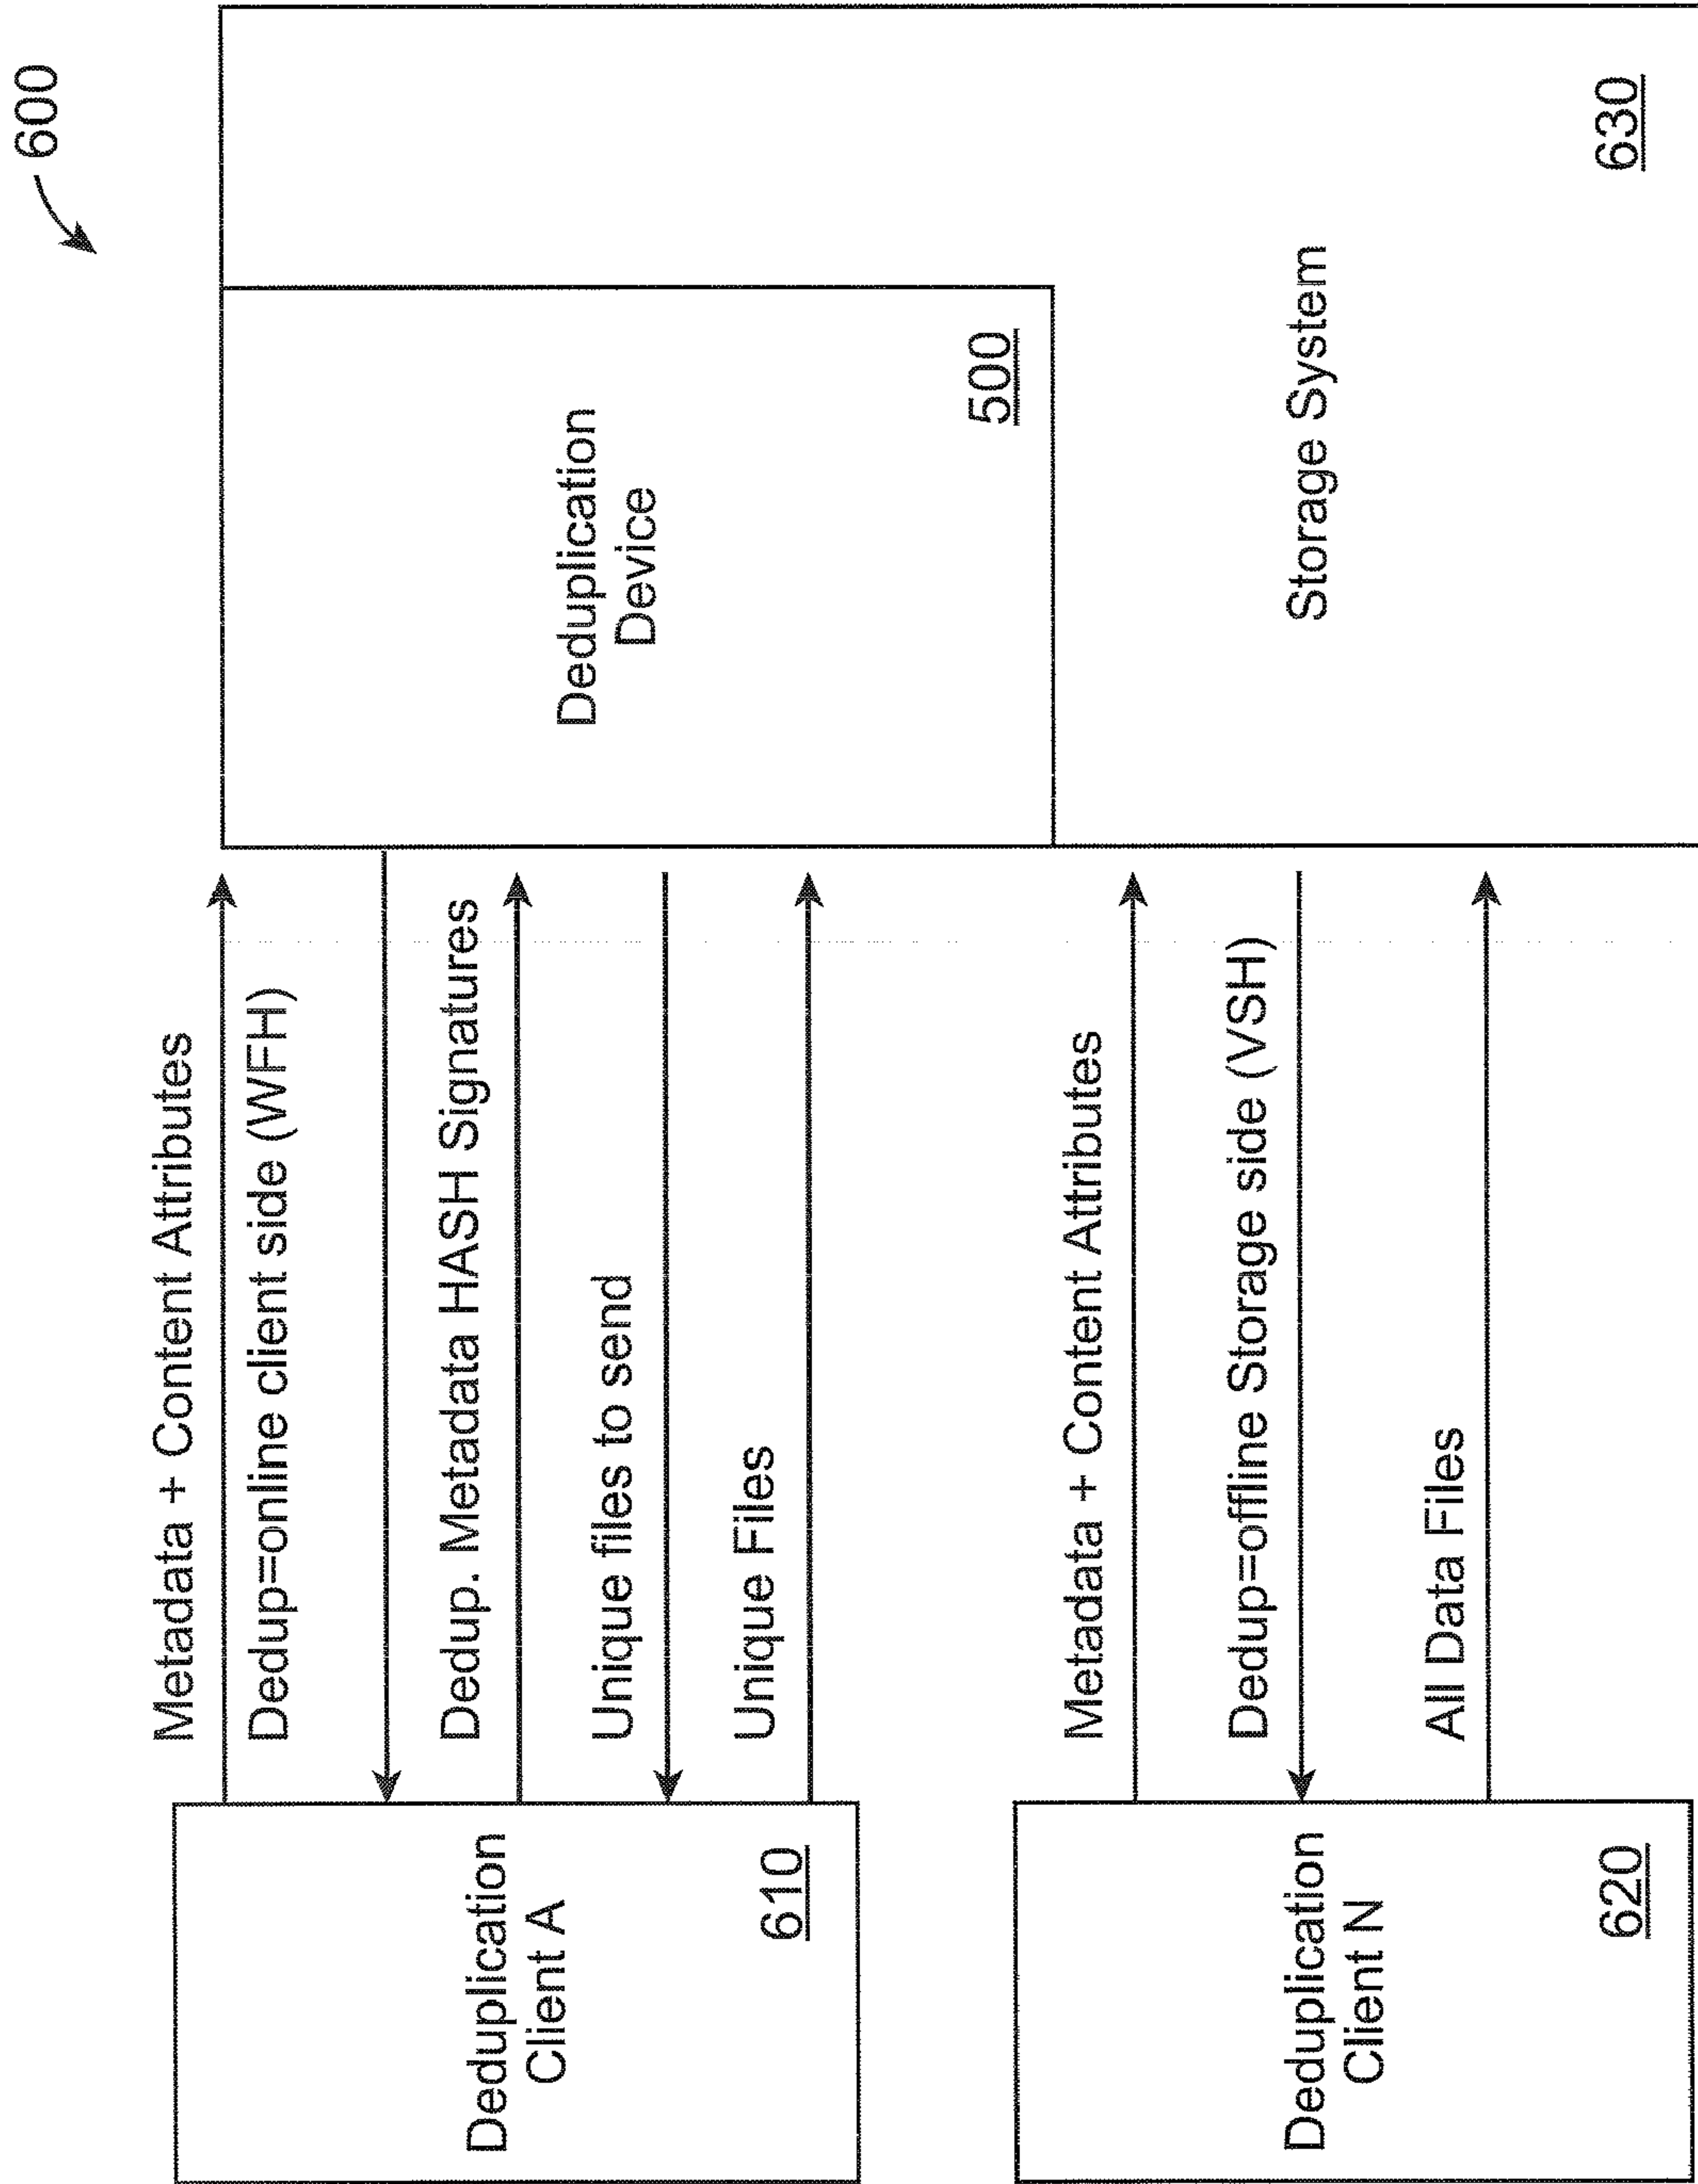 600
Deduplication
Client A
610
Metadata + Content Attributes
Dedup=online client side (WFH)
Dedup. Metadata HASH Signatures
Unique files to send
Unique Files
Deduplication
Device
500
Deduplication
Client N
620
Metadata + Content Attributes
Dedup=offline Storage side (VSH)
All Data Files
Storage System
630